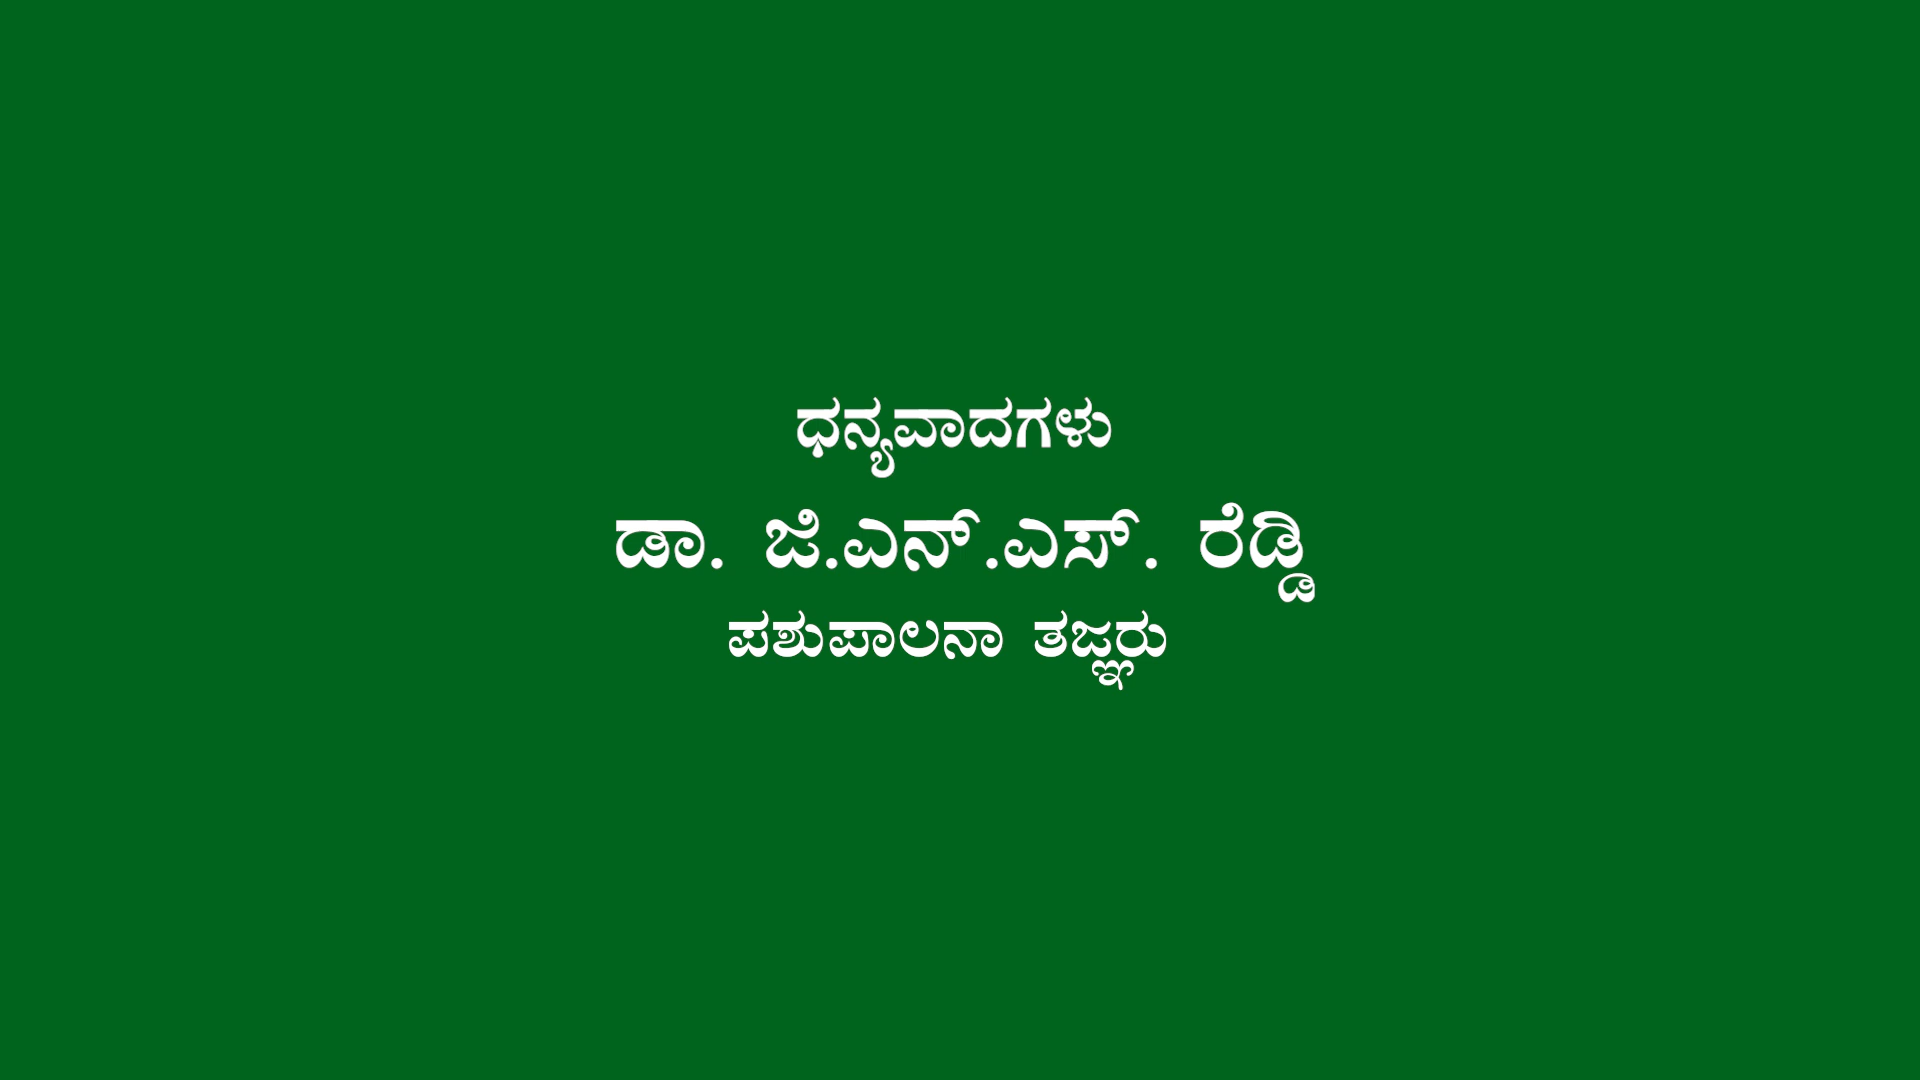 ಧನ್ಯವಾದಗಳು
ಡಾ. ಜಿ.ಎನ್.ಎಸ್. ರೆಡ್ಡಿ
ಪಶುಪಾಲನಾ ತಜ್ಞರು